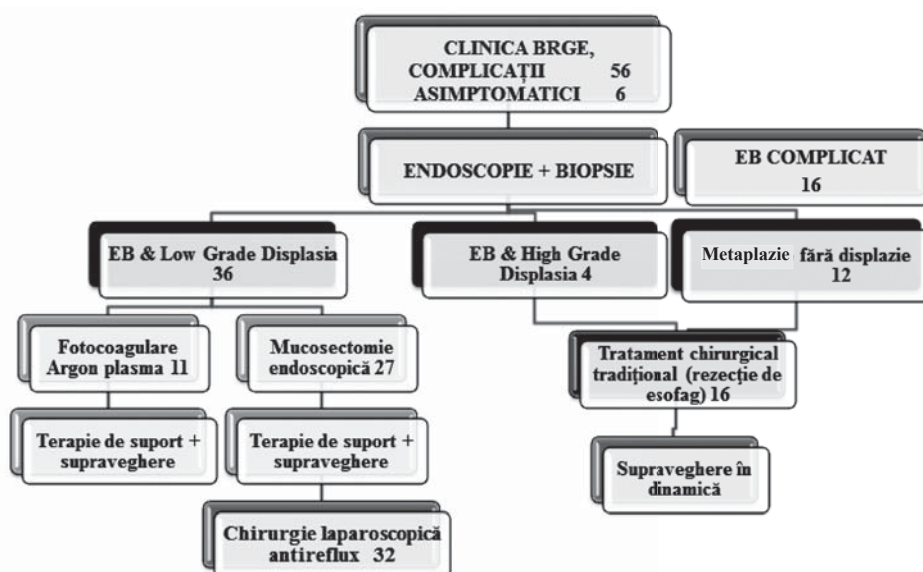 CLINICA BRGE,
COMPLICAȚII 56
ASIMPTOMATICI 6
ENDOSCOPIE + BIOPSIE
EB COMPLICAT
16
EB & Low Grade Displasia
36
EB & High Grade
Displasia 4
Metaplazie fără displazie
12
Fotocoagulare
Argon plasma 11
Mucosectomie
endoscopică 27
Tratament chirurgical
tradițional (rezecție de
esofag) 16
Terapie de suport +
supraveghere
Terapie de suport +
supraveghere
Supraveghere în
dinamică
Chirurgie laparoscopică
antireflux 32